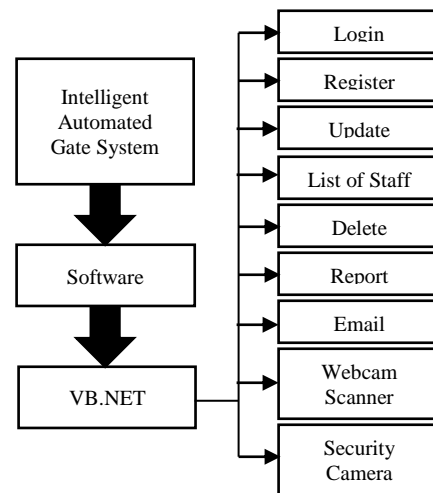 Intelligent
Automated
Gate System
Software
VB.NET
Login
Register
Update
List of Staff
Delete
Report
Email
Webcam
Scanner
Security
Camera